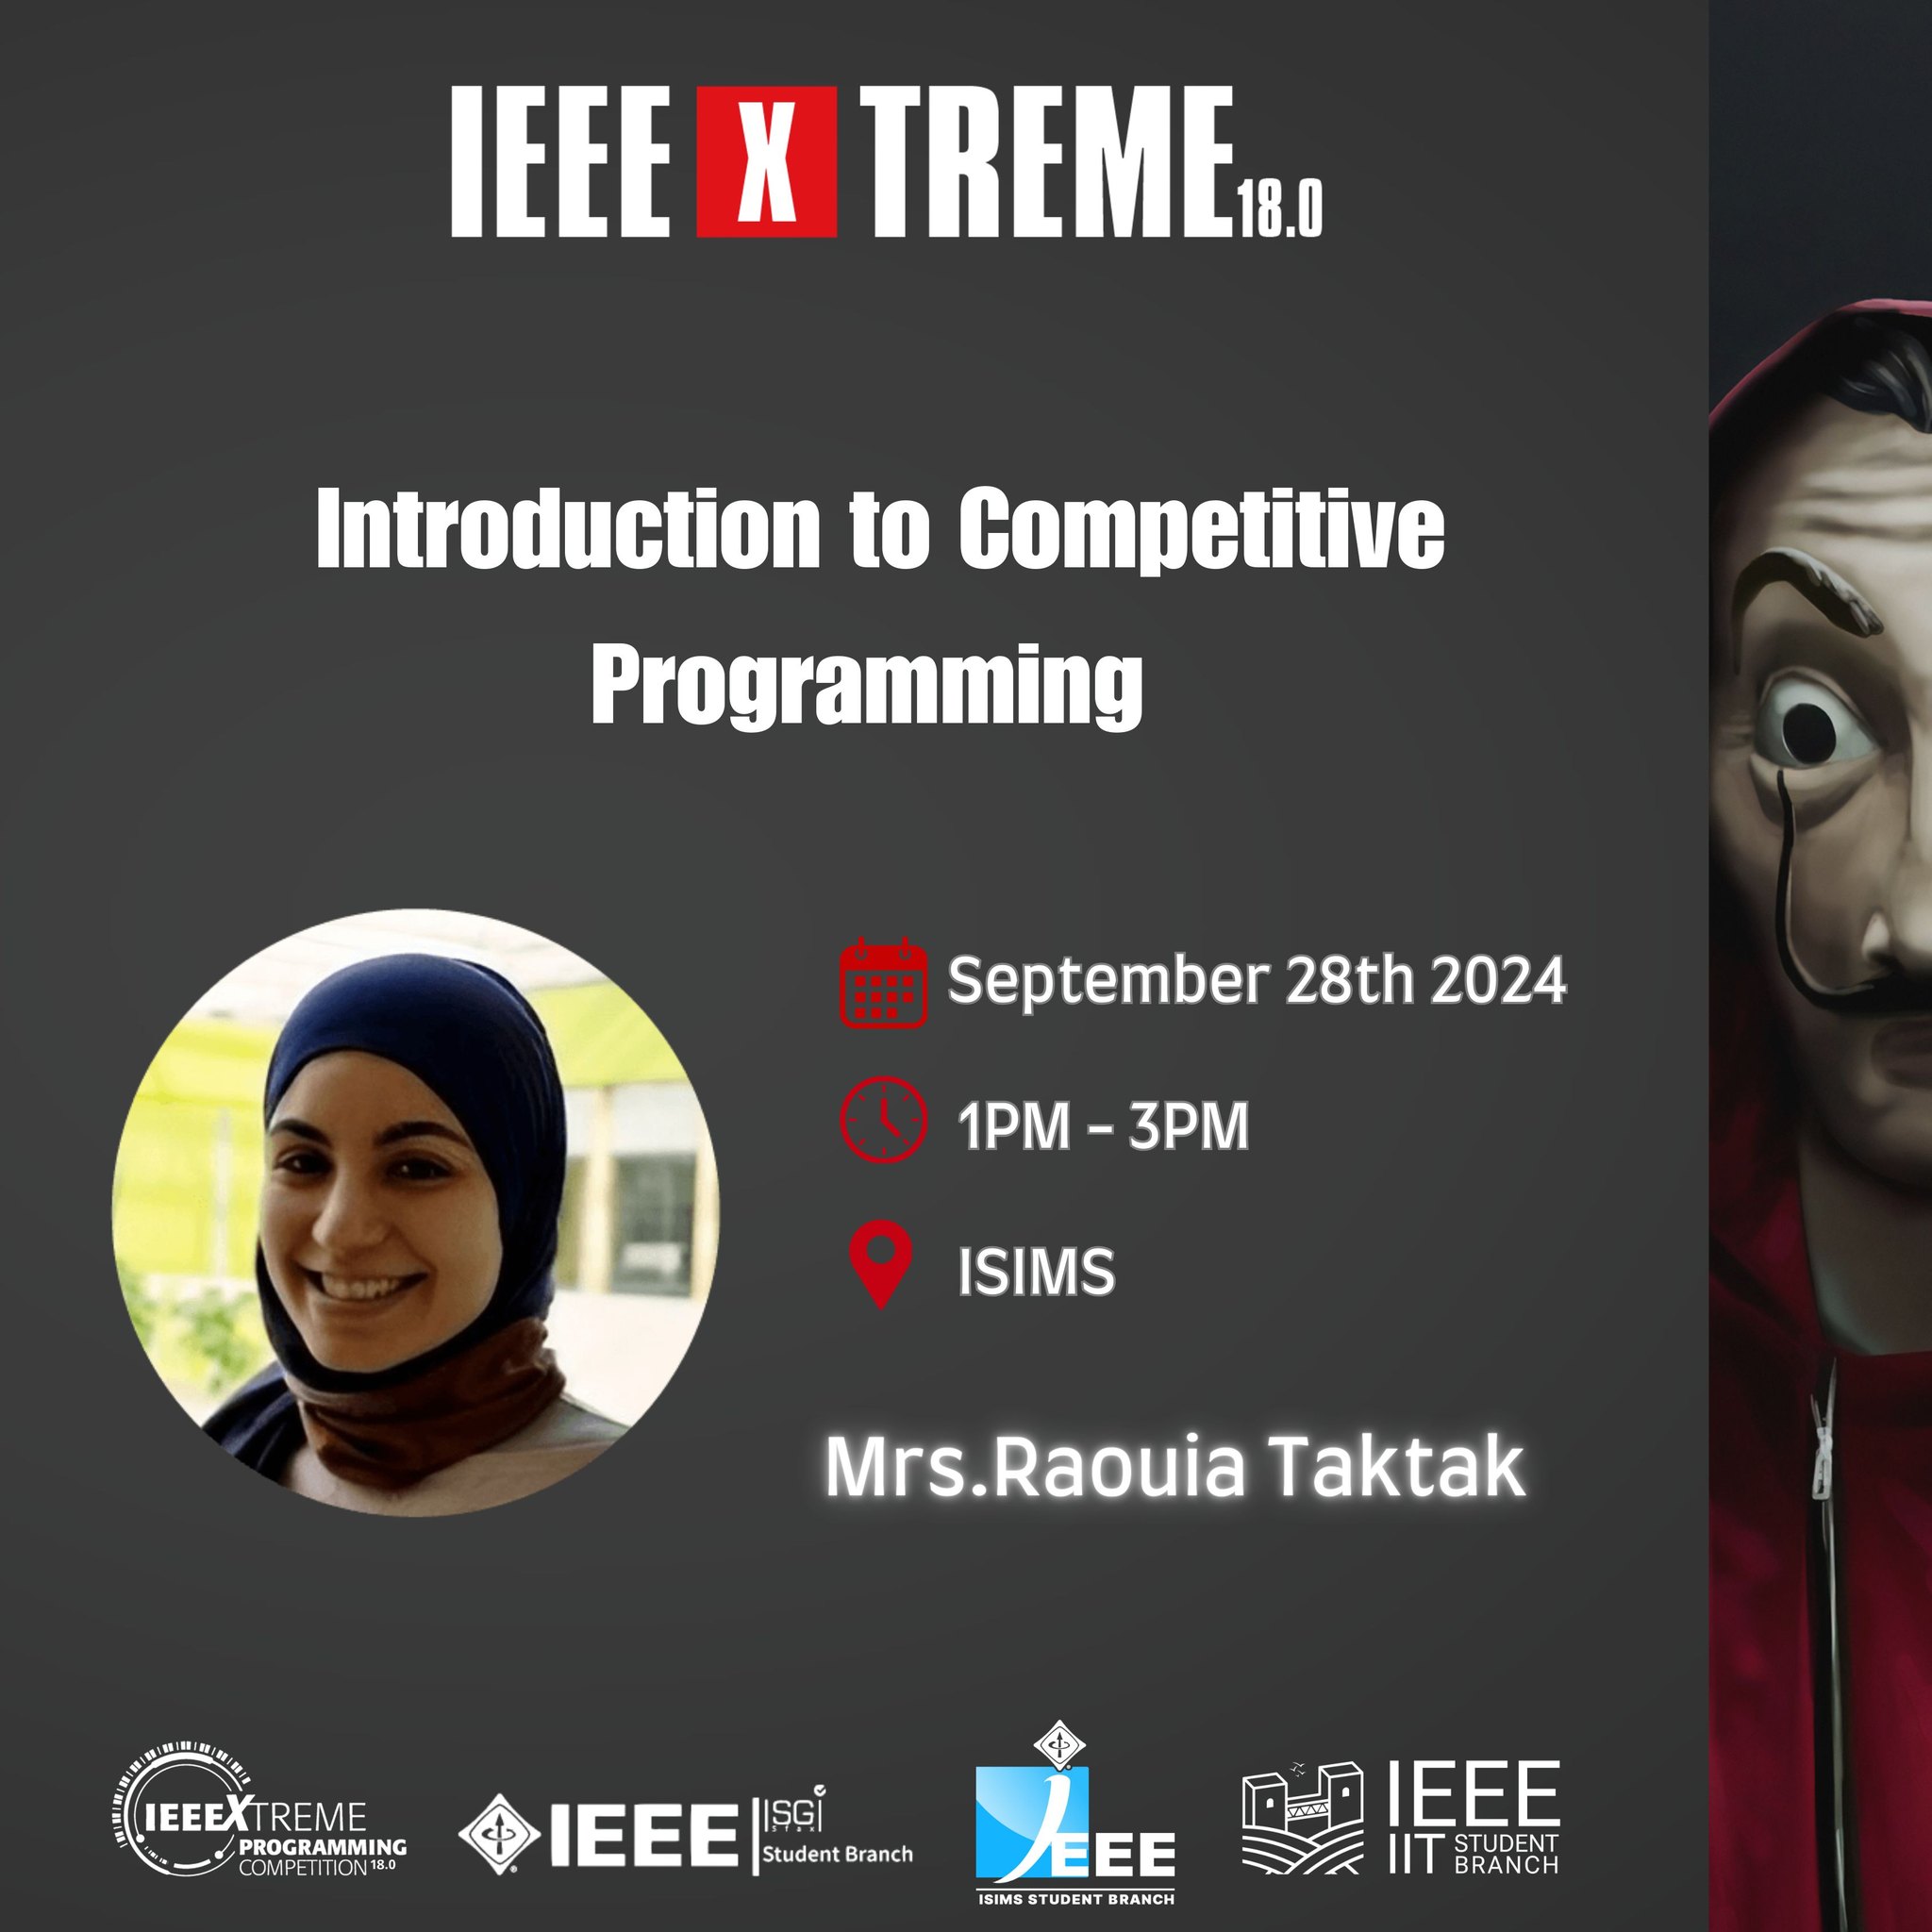 IEEE X TREME 18.0
Introduction to Competitive
Programming
September 28th 2024
1PM - 3PM
ISIMS
Mrs.Raouia Taktak
IEEEXTREME
PROGRAMMING
COMPETITION 18.0
IEEE
ISGi
Sfax
Student Branch
IEEE
ISIMS STUDENT BRANCH
IEEE
IIT STUDENT
BRANCH